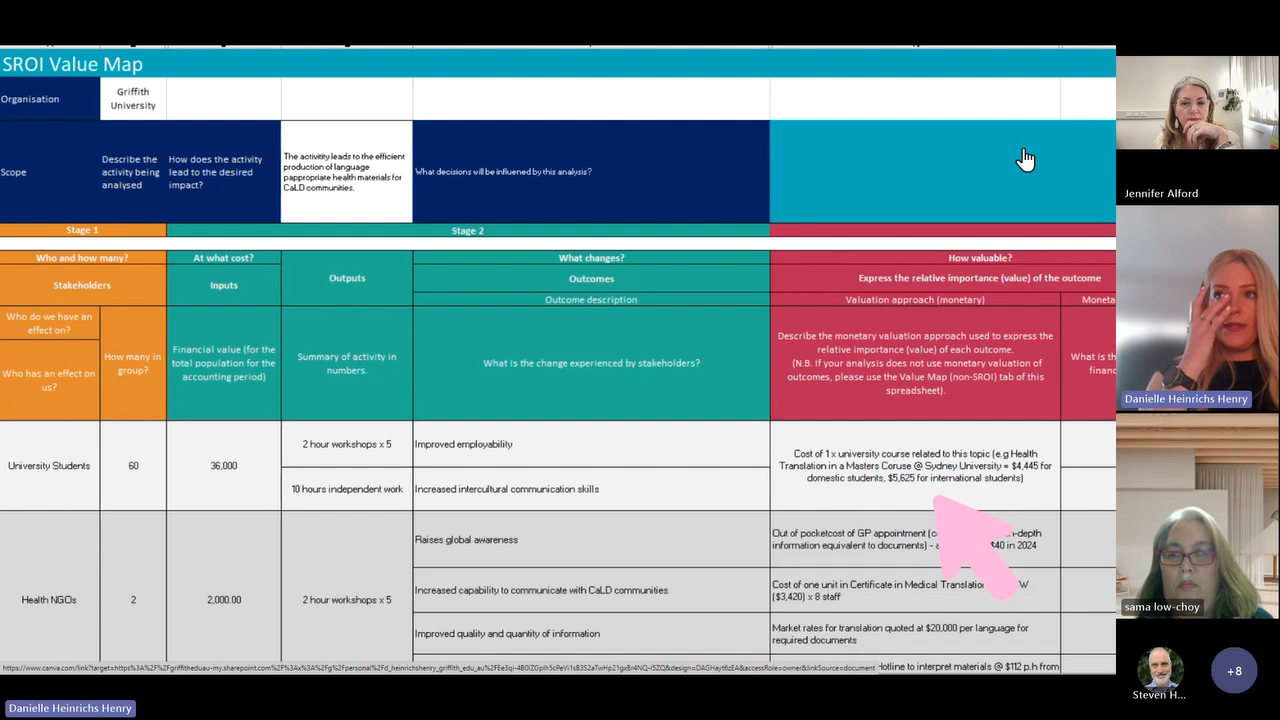 SROI Value Map
Organisation
Griffith
University
Scope
Describe the
activity being
analysed
How does the activity
lead to the desired
impact?
The activitity leads to the efficient
production of language
pappropriate health materials for
CaLD communities.
What decisions will be influenced by this analysis?
Stage 1
Stage 2
Who and how many?
At what cost?
What changes?
How valuable?
Stakeholders
Inputs
Outputs
Outcomes
Express the relative importance (value) of the outcome
Outcome description
Valuation approach (monetary)
Moneta
Who do we have an
effect on?
Who has an effect on
us?
How many in
group?
Financial value (for the
total population for the
accounting period)
Summary of activity in
numbers.
What is the change experienced by stakeholders?
Describe the monetary valuation approach used to express the
relative importance (value) of each outcome.
(N.B. If your analysis does not use monetary valuation of
outcomes, please use the Value Map (non-SROI) tab of this
spreadsheet).
What is th
financ
University Students
60
36,000
2 hour workshops x 5
Improved employability
10 hours independent work
Increased intercultural communication skills
Cost of 1 x university course related to this topic (e.g Health
Translation in a Masters Coruse @ Sydney University = $4,445 for
domestic students, $5,625 for international students)
Health NGOs
2
2,000.00
2 hour workshops x 5
Raises global awareness
Out of pocketcost of GP appointment n-depth
information equivalent to documents) - $40 in 2024
Increased capability to communicate with CaLD communities
Cost of one unit in Certificate in Medical Translation W
($3,420) x 8 staff
Improved quality and quantity of information
Market rates for translation quoted at $20,000 per language for
required documents
Hotline to interpret materials @ $112 p.h from
Jennifer Alford
Danielle Heinrichs Henry
sama low-choy
Steven H...
+8
Danielle Heinrichs Henry